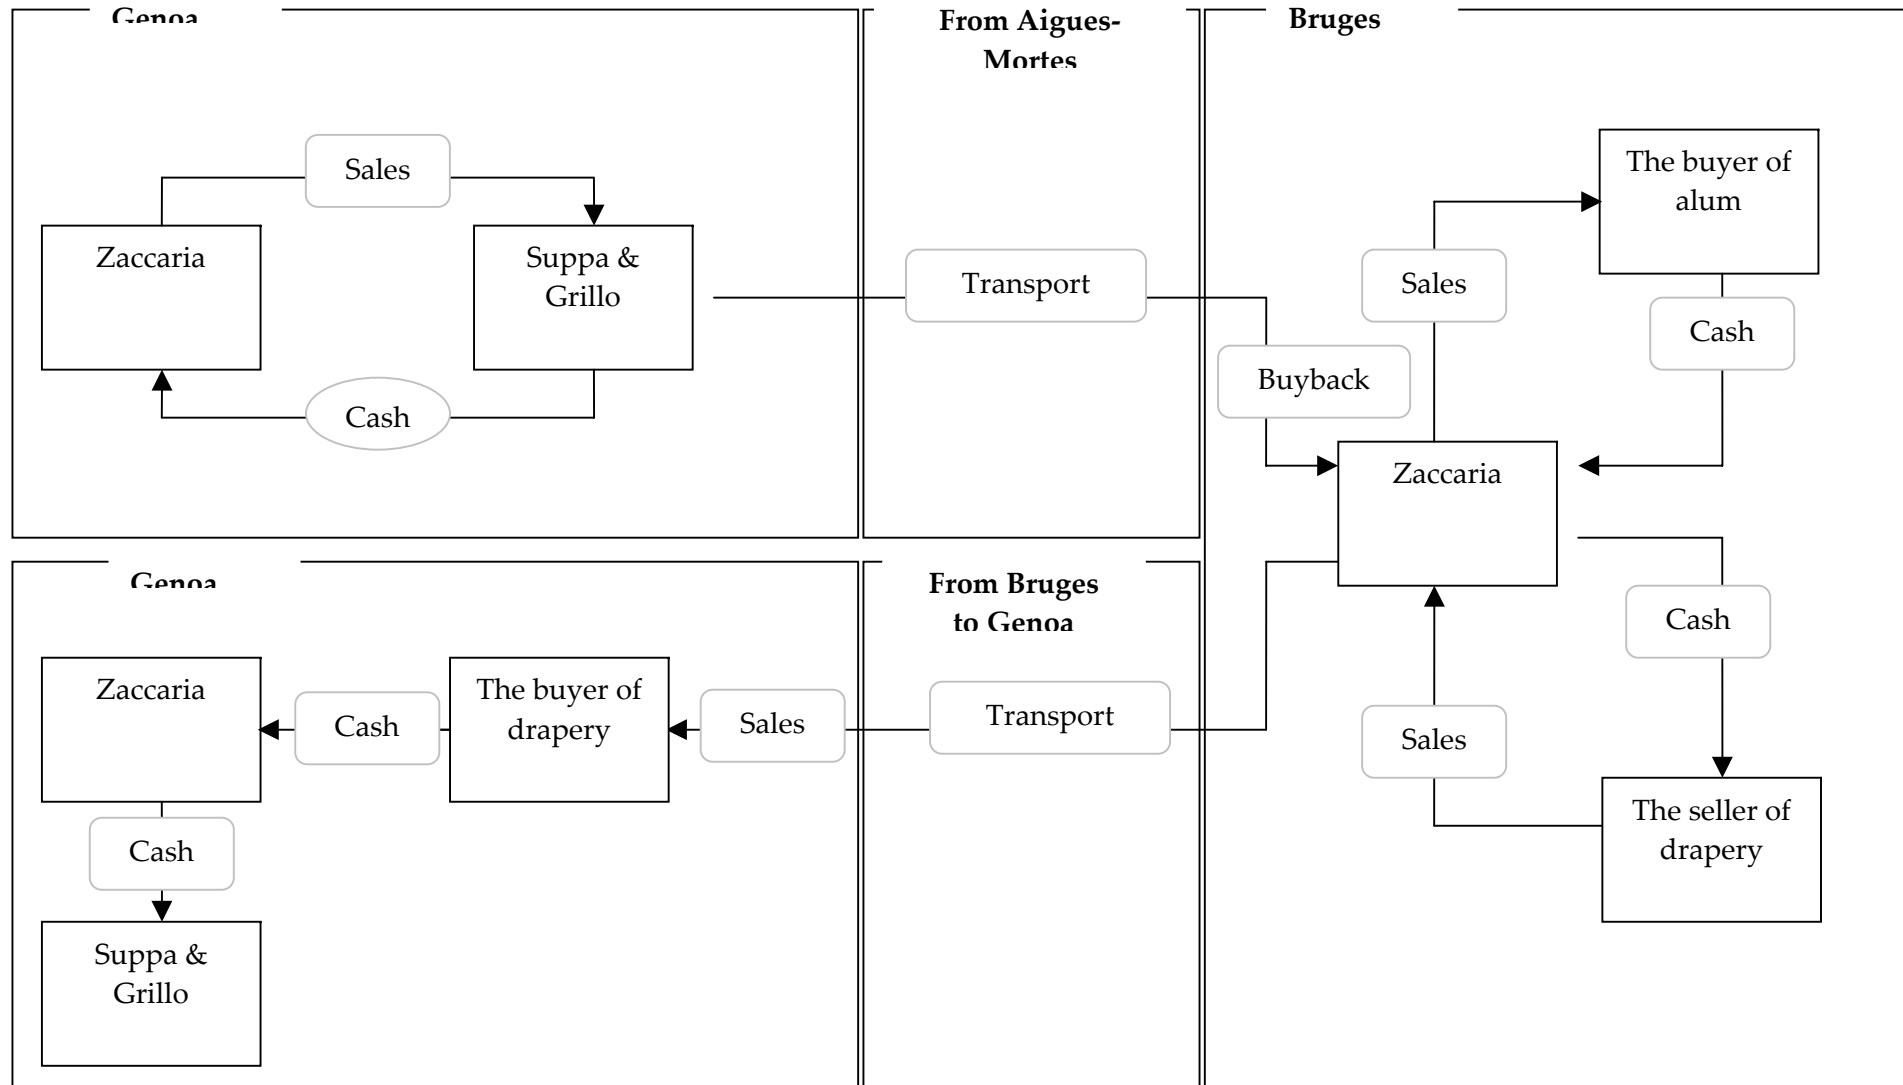 Genoa
From Aigues-
Mortes
Bruges
Sales
Zaccaria
Suppa &
Grillo
Cash
Transport
Buyback
The buyer of
alum
Sales
Cash
Zaccaria
Cash
Sales
The seller of
drapery
Genoa
From Bruges
to Genoa
Zaccaria
Cash
The buyer of
drapery
Sales
Transport
Cash
Suppa &
Grillo